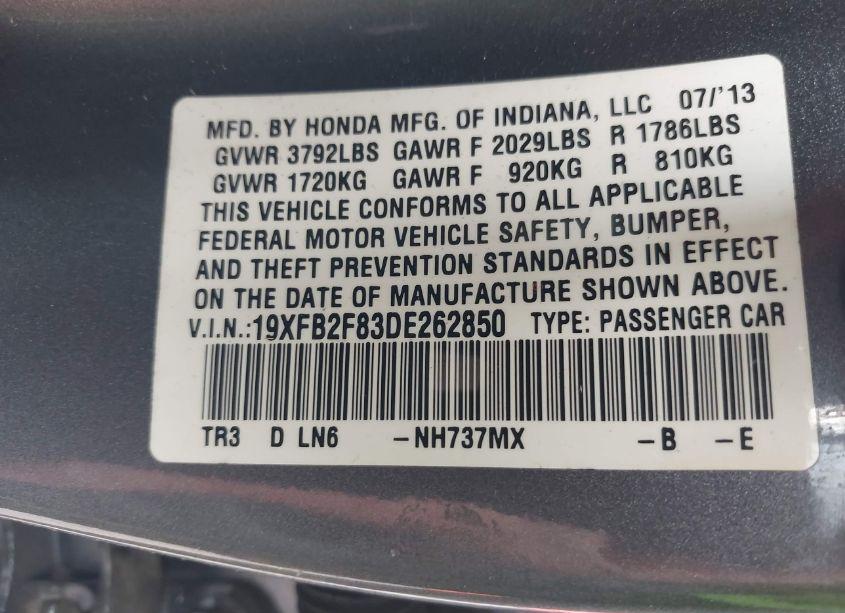 MFD. BY HONDA MFG. OF INDIANA, LLC 07/'13
GVWR 3792LBS GAWR F 2029LBS R 1786LBS
GVWR 1720KG GAWR F 920KG R 810KG
THIS VEHICLE CONFORMS TO ALL APPLICABLE
FEDERAL MOTOR VEHICLE SAFETY, BUMPER,
AND THEFT PREVENTION STANDARDS IN EFFECT
ON THE DATE OF MANUFACTURE SHOWN ABOVE.
V.I.N.:19XFB2F83DE262850 TYPE: PASSENGER CAR
TR3 D LN6 -NH737MX -B -E